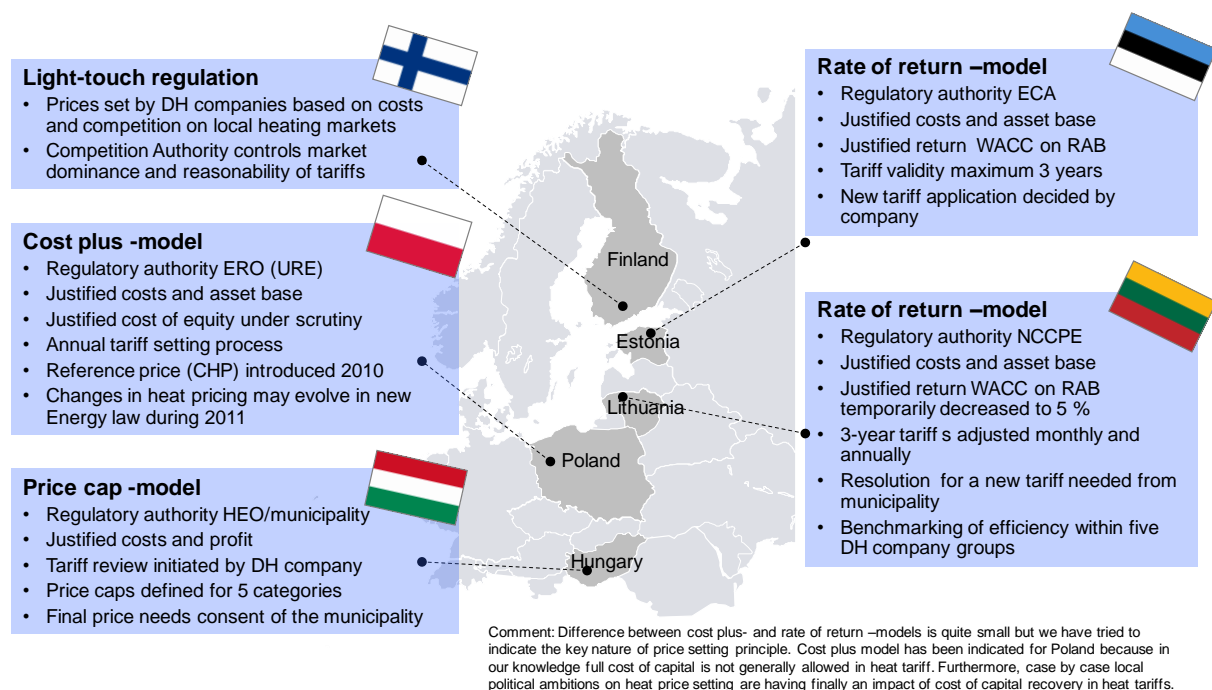 Light-touch regulation
• Prices set by DH companies based on costs
and competition on local heating markets
• Competition Authority controls market
dominance and reasonability of tariffs
Cost plus -model
• Regulatory authority ERO (URE)
• Justified costs and asset base
• Justified cost of equity under scrutiny
• Annual tariff setting process
• Reference price (CHP) introduced 2010
• Changes in heat pricing may evolve in new
Energy law during 2011
Price cap -model
• Regulatory authority HEO/municipality
• Justified costs and profit
• Tariff review initiated by DH company
• Price caps defined for 5 categories
• Final price needs consent of the municipality
Finland
Estonia
Lithuania
Poland
Hungary
Rate of return –model
• Regulatory authority ECA
• Justified costs and asset base
• Justified return WACC on RAB
• Tariff validity maximum 3 years
• New tariff application decided by
company
Rate of return –model
• Regulatory authority NCCPE
• Justified costs and asset base
• Justified return WACC on RAB
temporarily decreased to 5 %
• 3-year tariff s adjusted monthly and
annually
• Resolution for a new tariff needed from
municipality
• Benchmarking of efficiency within five
DH company groups
Comment: Difference between cost plus- and rate of return –models is quite small but we have tried to
indicate the key nature of price setting principle. Cost plus model has been indicated for Poland because in
our knowledge full cost of capital is not generally allowed in heat tariff. Furthermore, case by case local
political ambitions on heat price setting are having finally an impact of cost of capital recovery in heat tariffs.